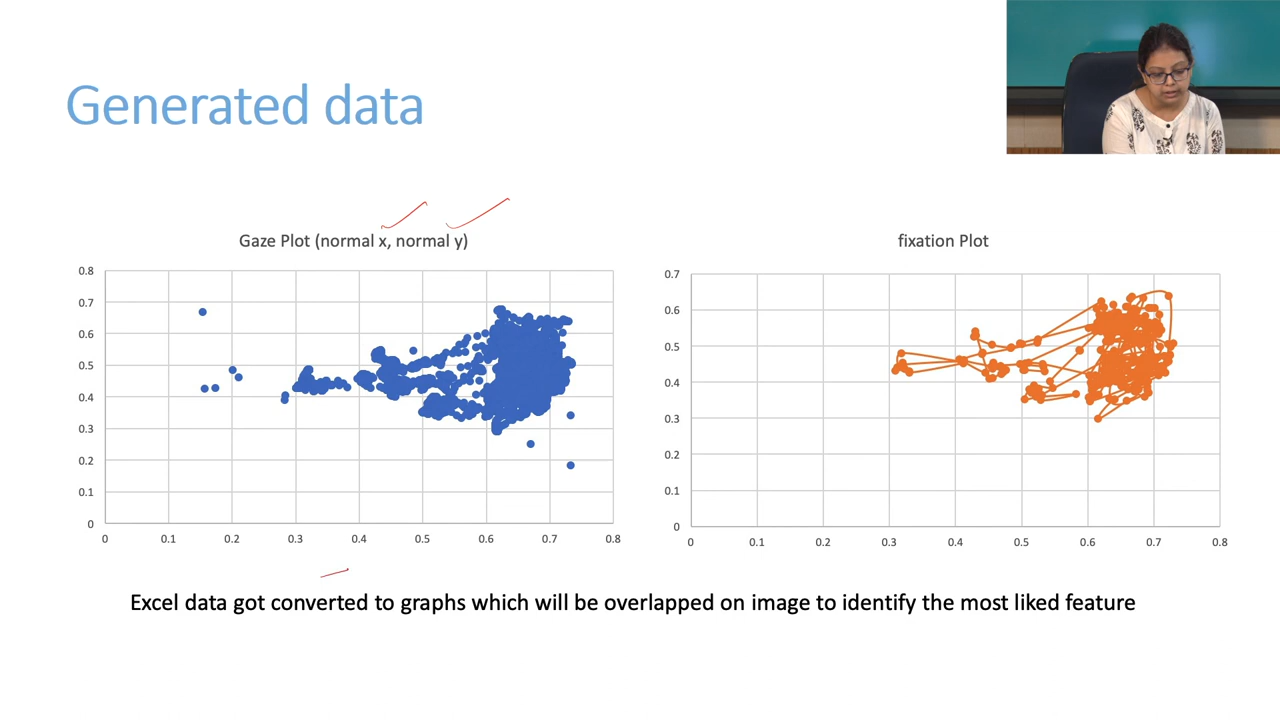 Generated data
Gaze Plot (normal x, normal y)
0.8
0.7
0.6
0.5
0.4
0.3
0.2
0.1
0
0 0.1 0.2 0.3 0.4 0.5 0.6 0.7 0.8
fixation Plot
0.7
0.6
0.5
0.4
0.3
0.2
0.1
0
0 0.1 0.2 0.3 0.4 0.5 0.6 0.7 0.8
Excel data got converted to graphs which will be overlapped on image to identify the most liked feature